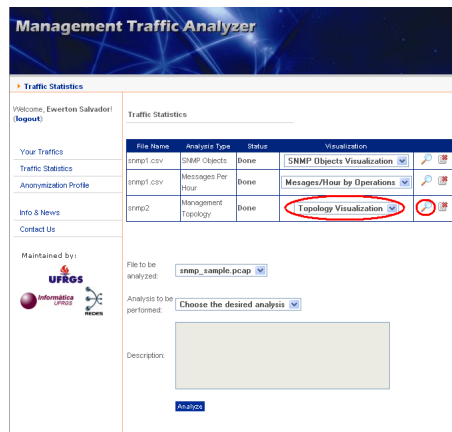 Management Traffic Analyzer
Traffic Statistics
Welcome, Ewerton Salvador!
(logout)
Your Traffics
Traffic Statistics
Anonymization Profile
Info & News
Contact Us
Maintained by:
UFRGS
Informática
UFRGS
REDES
Traffic Statistics
File Name Analysis Type Status Visualization
snmp1.csv SNMP Objects Done SNMP Objects Visualization
snmp1.csv Messages Per Hour Done Mesages/Hour by Operations
snmp2 Management Topology Done Topology Visualization
File to be analyzed: snmp_sample.pcap
Analysis to be performed: Choose the desired analysis
Description:
Analyze